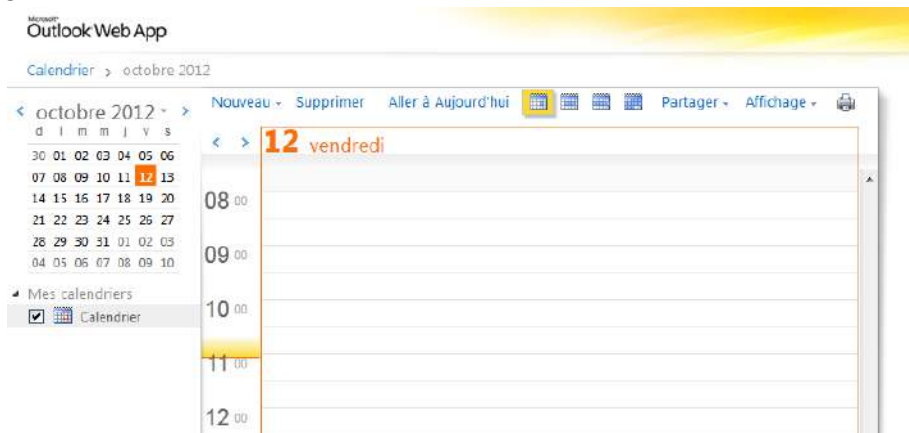 Microsoft
Outlook Web App
Calendrier > octobre 2012
Nouveau Supprimer Aller à Aujourd'hui Partager Affichage
< octobre 2012 >
d l m m j v s
30 01 02 03 04 05 06
07 08 09 10 11 12 13
14 15 16 17 18 19 20
21 22 23 24 25 26 27
28 29 30 31 01 02 03
04 05 06 07 08 09 10
Mes calendriers
Calendrier
< > 12 vendredi
08 00
09 00
10 00
11 00
12 00